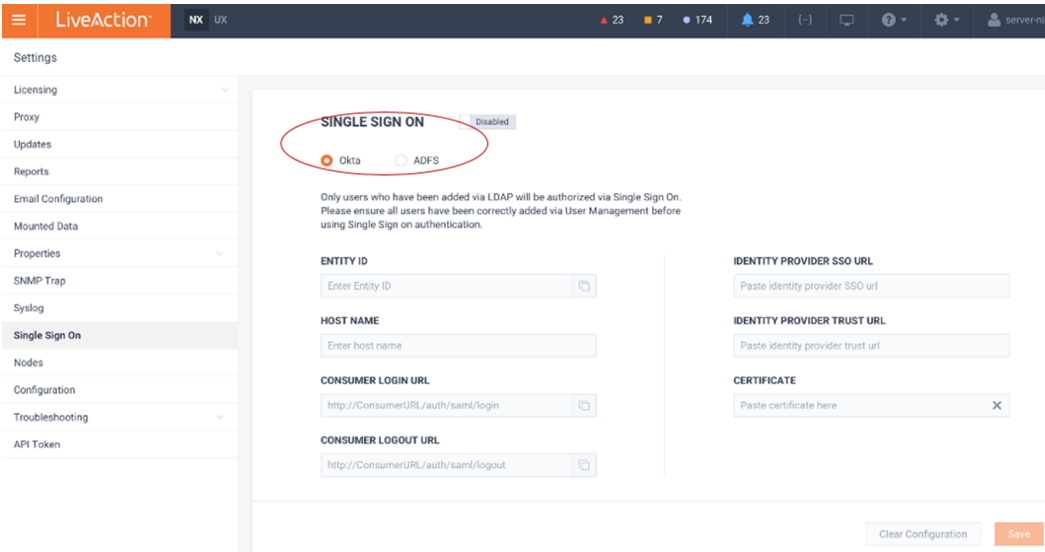 LiveAction
NX UX
23 7 174 23 {--} ?
server-ni
Settings
Licensing
Proxy
Updates
Reports
Email Configuration
Mounted Data
Properties
SNMP Trap
Syslog
Single Sign On
Nodes
Configuration
Troubleshooting
API Token
SINGLE SIGN ON Disabled
Okta ADFS
Only users who have been added via LDAP will be authorized via Single Sign On.
Please ensure all users have been correctly added via User Management before
using Single Sign on authentication.
ENTITY ID
Enter Entity ID
HOST NAME
Enter host name
CONSUMER LOGIN URL
http://ConsumerURL/auth/saml/login
CONSUMER LOGOUT URL
http://ConsumerURL/auth/saml/logout
IDENTITY PROVIDER SSO URL
Paste identity provider SSO url
IDENTITY PROVIDER TRUST URL
Paste identity provider trust url
CERTIFICATE
Paste certificate here
Clear Configuration Save